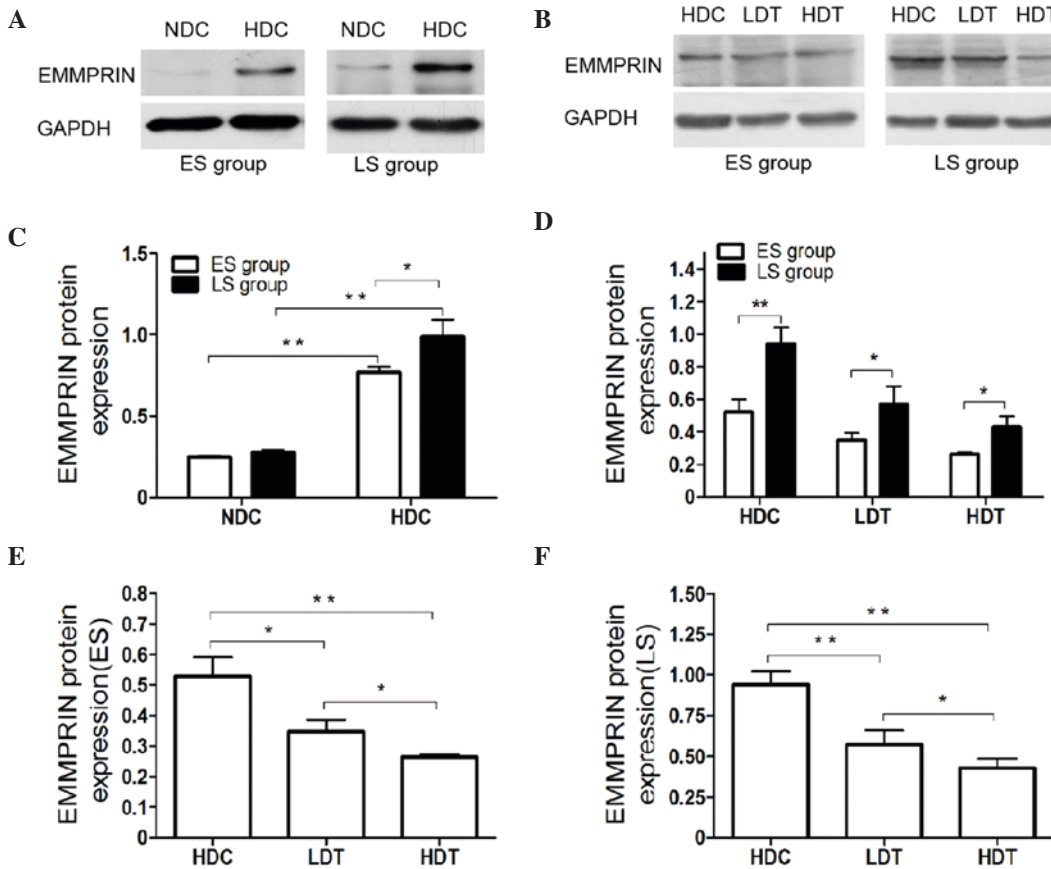 A
NDC HDC NDC HDC
EMMPRIN
GAPDH
ES group LS group
B
HDC LDT HDT HDC LDT HDT
EMMPRIN
GAPDH
ES group LS group
C
EMMPRIN protein
expression
1.5
1.0
0.5
0
ES group
LS group
*
**
**
NDC HDC
D
EMMPRIN protein
expression
1.4
1.2
1.0
0.8
0.6
0.4
0.2
0
ES group
LS group
**
*
*
HDC LDT HDT
E
EMMPRIN protein
expression(ES)
0.8
0.7
0.6
0.5
0.4
0.3
0.2
0.1
0
**
*
*
HDC LDT HDT
F
EMMPRIN protein
expression(LS)
1.50
1.25
1.00
0.75
0.50
0.25
0
**
**
*
HDC LDT HDT